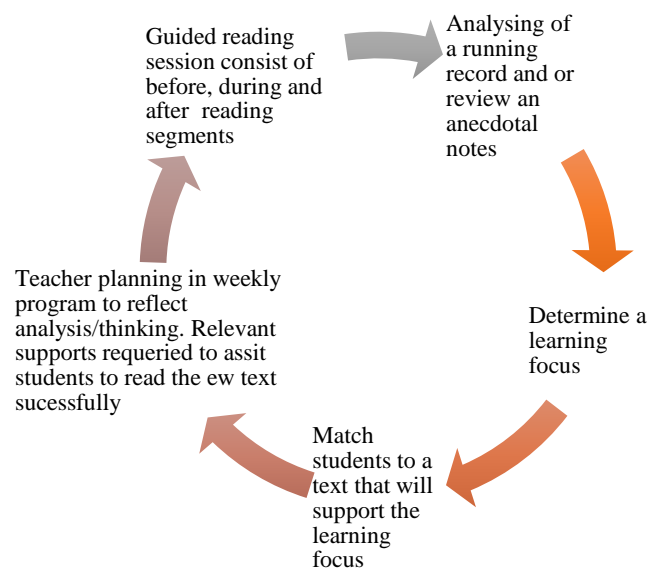 Guided reading
session consist of
before, during and
after reading
segments
Analysing of
a running
record and or
review an
anecdotal
notes
Determine a
learning
focus
Match
students to a
text that will
support the
learning
focus
Teacher planning in weekly
program to reflect
analysis/thinking. Relevant
supports requeried to assit
students to read the ew text
sucessfully